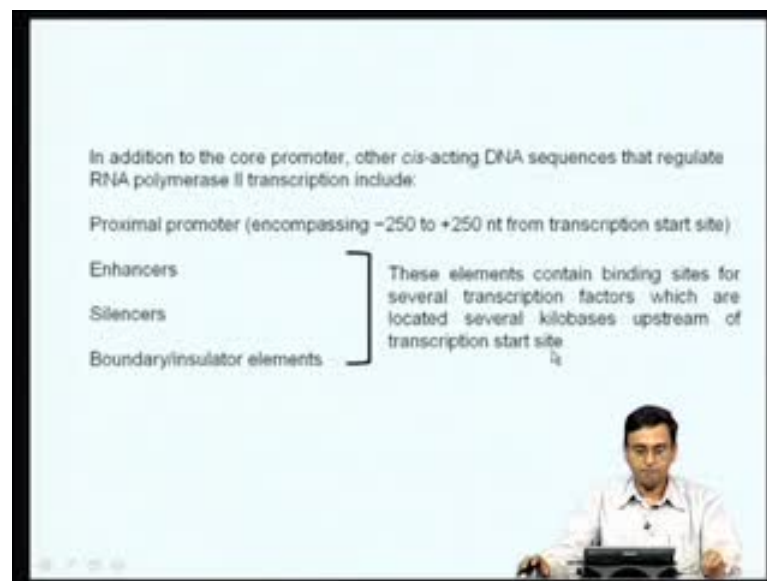 In addition to the core promoter, other cis-acting DNA sequences that regulate
RNA polymerase II transcription include:
Proximal promoter (encompassing −250 to +250 nt from transcription start site)
Enhancers
Silencers
Boundary/insulator elements
These elements contain binding sites for
several transcription factors which are
located several kilobases upstream of
transcription start site